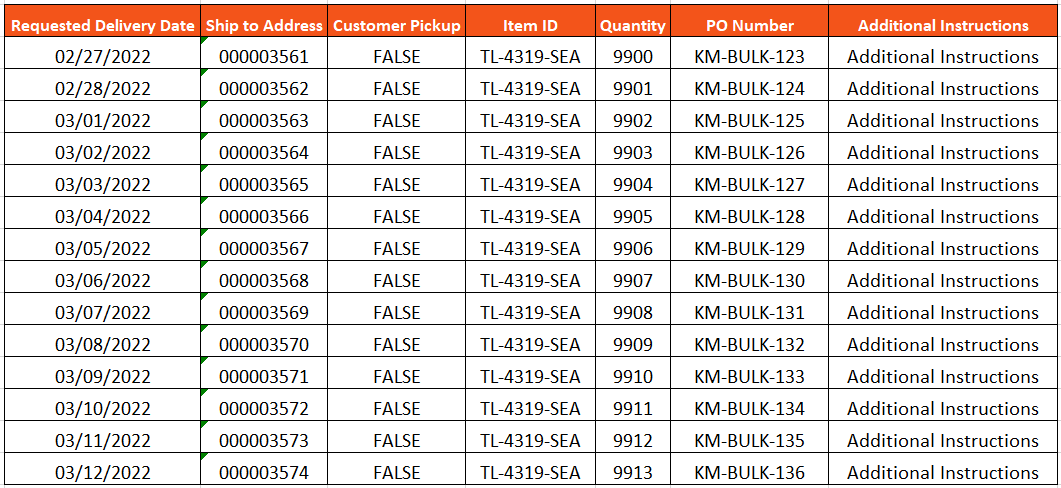 Requested Delivery Date Ship to Address Customer Pickup Item ID Quantity PO Number Additional Instructions
02/27/2022 000003561 FALSE TL-4319-SEA 9900 KM-BULK-123 Additional Instructions
02/28/2022 000003562 FALSE TL-4319-SEA 9901 KM-BULK-124 Additional Instructions
03/01/2022 000003563 FALSE TL-4319-SEA 9902 KM-BULK-125 Additional Instructions
03/02/2022 000003564 FALSE TL-4319-SEA 9903 KM-BULK-126 Additional Instructions
03/03/2022 000003565 FALSE TL-4319-SEA 9904 KM-BULK-127 Additional Instructions
03/04/2022 000003566 FALSE TL-4319-SEA 9905 KM-BULK-128 Additional Instructions
03/05/2022 000003567 FALSE TL-4319-SEA 9906 KM-BULK-129 Additional Instructions
03/06/2022 000003568 FALSE TL-4319-SEA 9907 KM-BULK-130 Additional Instructions
03/07/2022 000003569 FALSE TL-4319-SEA 9908 KM-BULK-131 Additional Instructions
03/08/2022 000003570 FALSE TL-4319-SEA 9909 KM-BULK-132 Additional Instructions
03/09/2022 000003571 FALSE TL-4319-SEA 9910 KM-BULK-133 Additional Instructions
03/10/2022 000003572 FALSE TL-4319-SEA 9911 KM-BULK-134 Additional Instructions
03/11/2022 000003573 FALSE TL-4319-SEA 9912 KM-BULK-135 Additional Instructions
03/12/2022 000003574 FALSE TL-4319-SEA 9913 KM-BULK-136 Additional Instructions